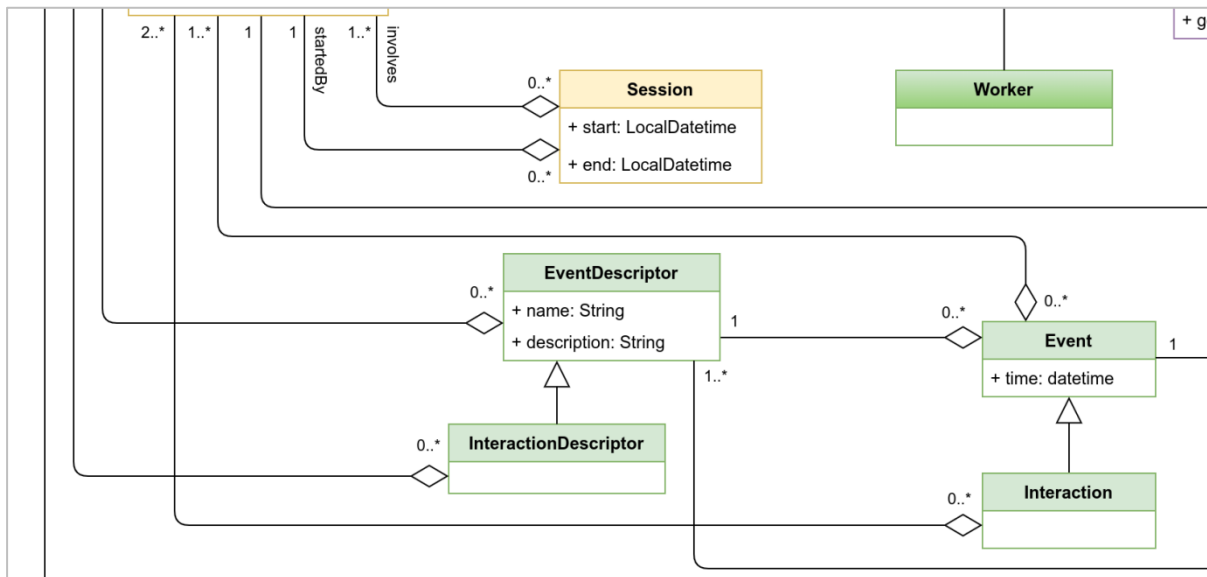 2..*
1..*
1
1
startedBy
1..*
involves
+ g
0..*
Session
+ start: LocalDatetime
+ end: LocalDatetime
0..*
Worker
EventDescriptor
+ name: String
+ description: String
0..*
1
0..*
0..*
Event
+ time: datetime
1
1..*
0..*
InteractionDescriptor
0..*
Interaction